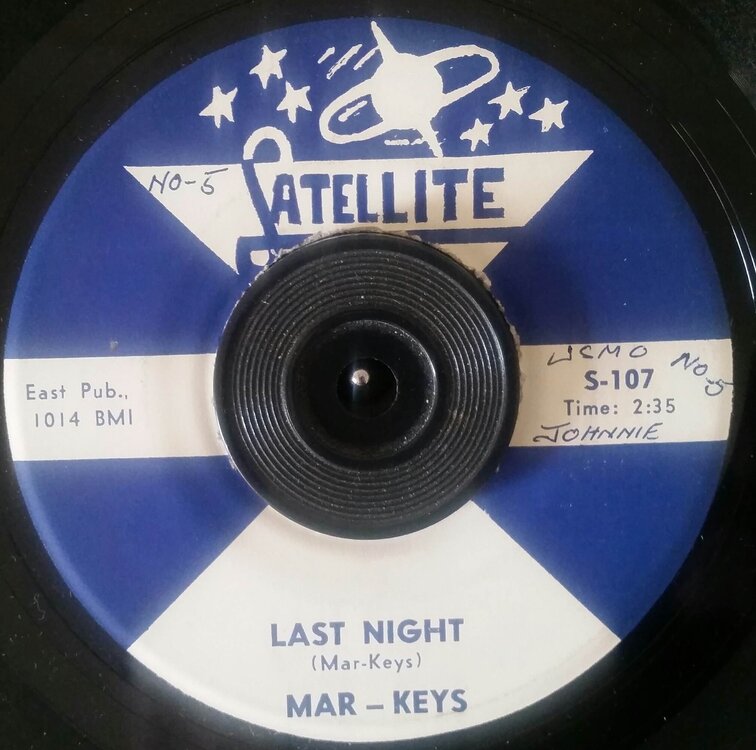 NO-5
SATELLITE
East Pub.,
1014 BMI
NO-5
S-107
Time: 2:35
JOHNNIE
LAST NIGHT
(Mar-Keys)
MAR – KEYS